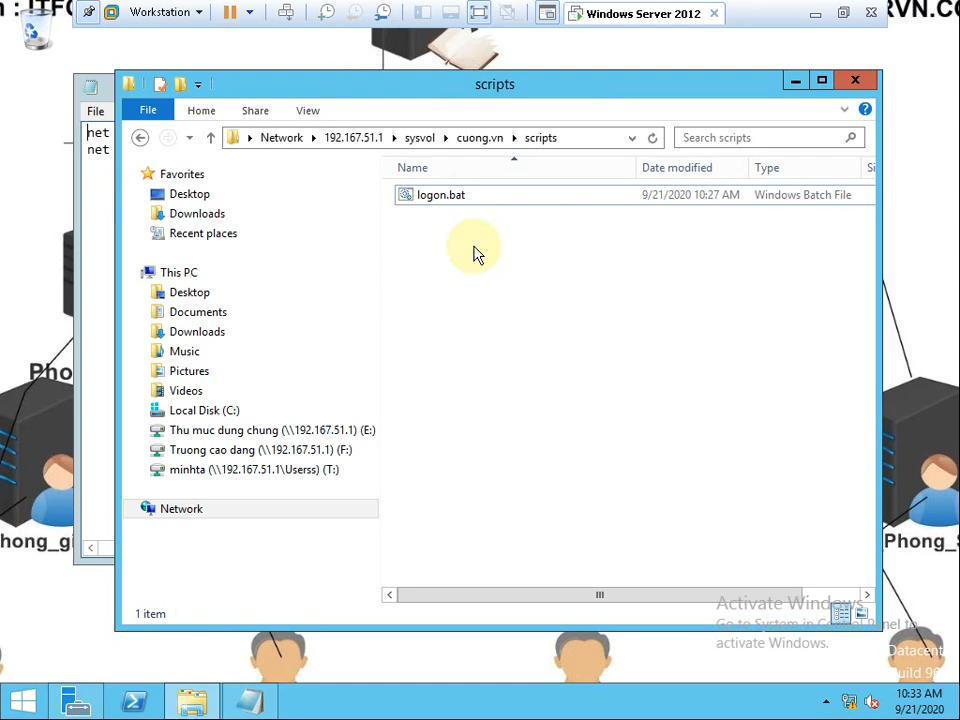 Workstation
Windows Server 2012
scripts
File
net
net
File
Home
Share
View
Network
192.167.51.1
sysvol
cuong.vn
scripts
Search scripts
Name
Date modified
Type
logon.bat
9/21/2020 10:27 AM
Windows Batch File
Favorites
Desktop
Downloads
Recent places
This PC
Desktop
Documents
Downloads
Music
Pictures
Videos
Local Disk (C:)
Thu muc dung chung (\\192.167.51.1) (E:)
Truong cao dang (\\192.167.51.1) (F:)
minhta (\\192.167.51.1\Userss) (T:)
Network
1 item
Activate Windows
Go to System in Control Panel to
activate Windows.
10:33 AM
9/21/2020